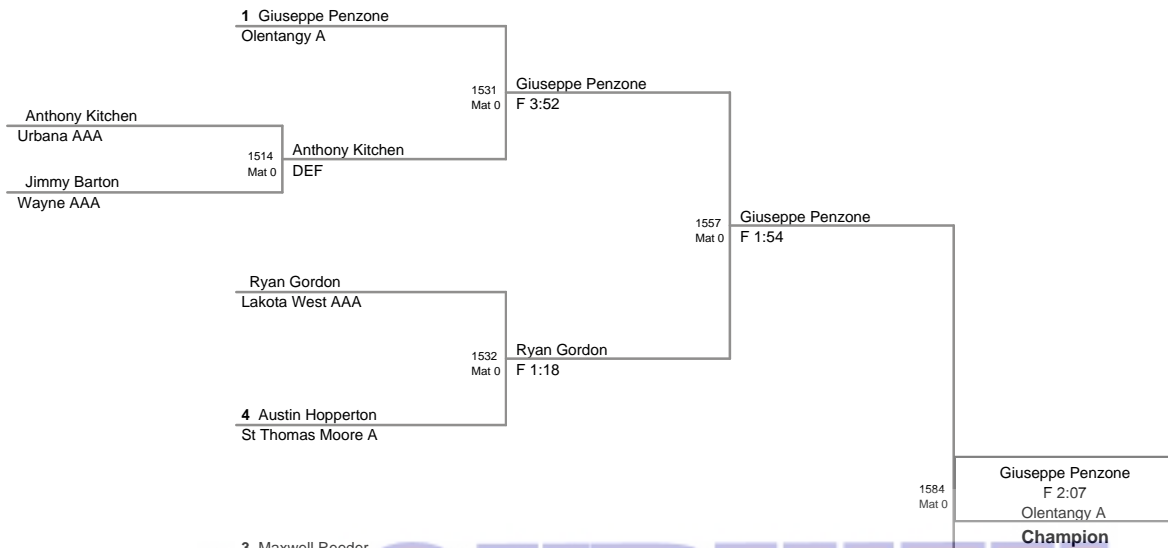 1 Giuseppe Penzone
Olentangy A
1531
Mat 0
Giuseppe Penzone
F 3:52
Anthony Kitchen
Urbana AAA
1514
Mat 0
Anthony Kitchen
DEF
Jimmy Barton
Wayne AAA
1557
Mat 0
Giuseppe Penzone
F 1:54
Ryan Gordon
Lakota West AAA
1532
Mat 0
Ryan Gordon
F 1:18
4 Austin Hopperton
St Thomas Moore A
1584
Mat 0
Giuseppe Penzone
F 2:07
Olentangy A
Champion
3 Maxwell Reeder